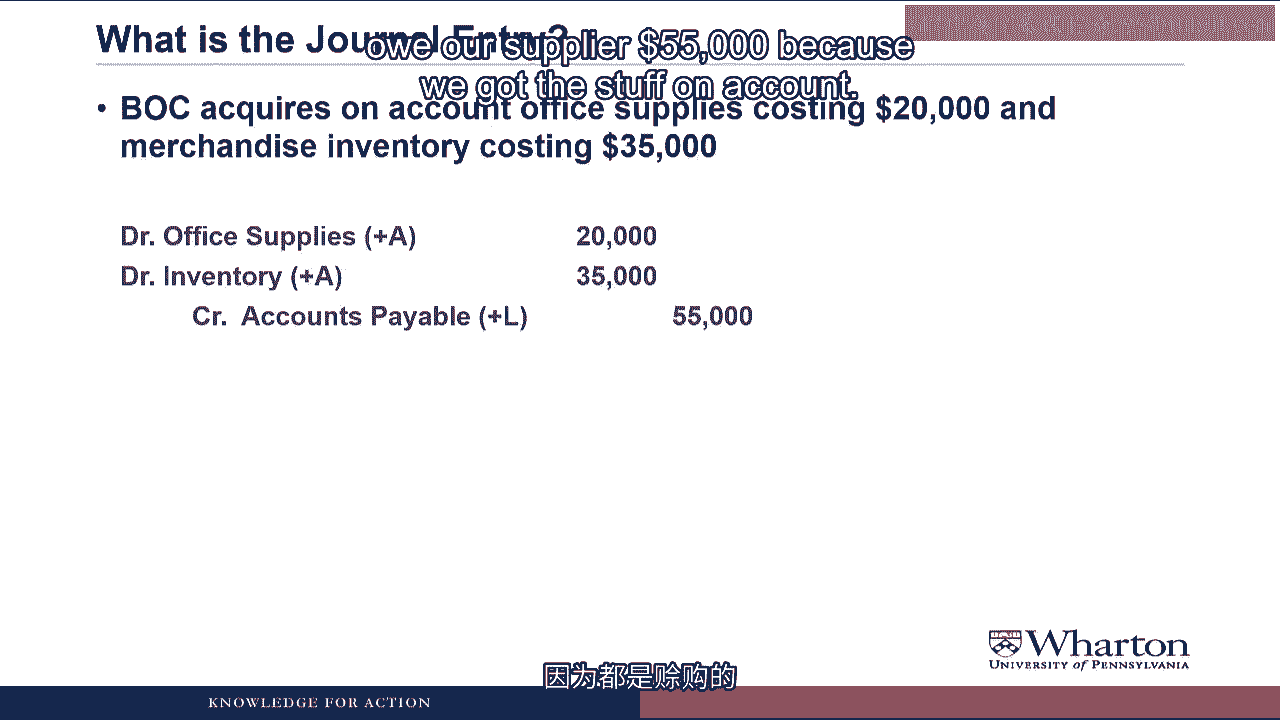 What is the Journal Entry?
owe our supplier $55,000 because
we got the stuff on account.
• BOC acquires on account office supplies costing $20,000 and
merchandise inventory costing $35,000
Dr. Office Supplies (+A) 20,000
Dr. Inventory (+A) 35,000
Cr. Accounts Payable (+L) 55,000
Wharton
UNIVERSITY of PENNSYLVANIA
因为都是赊购的
KNOWLEDGE FOR ACTION